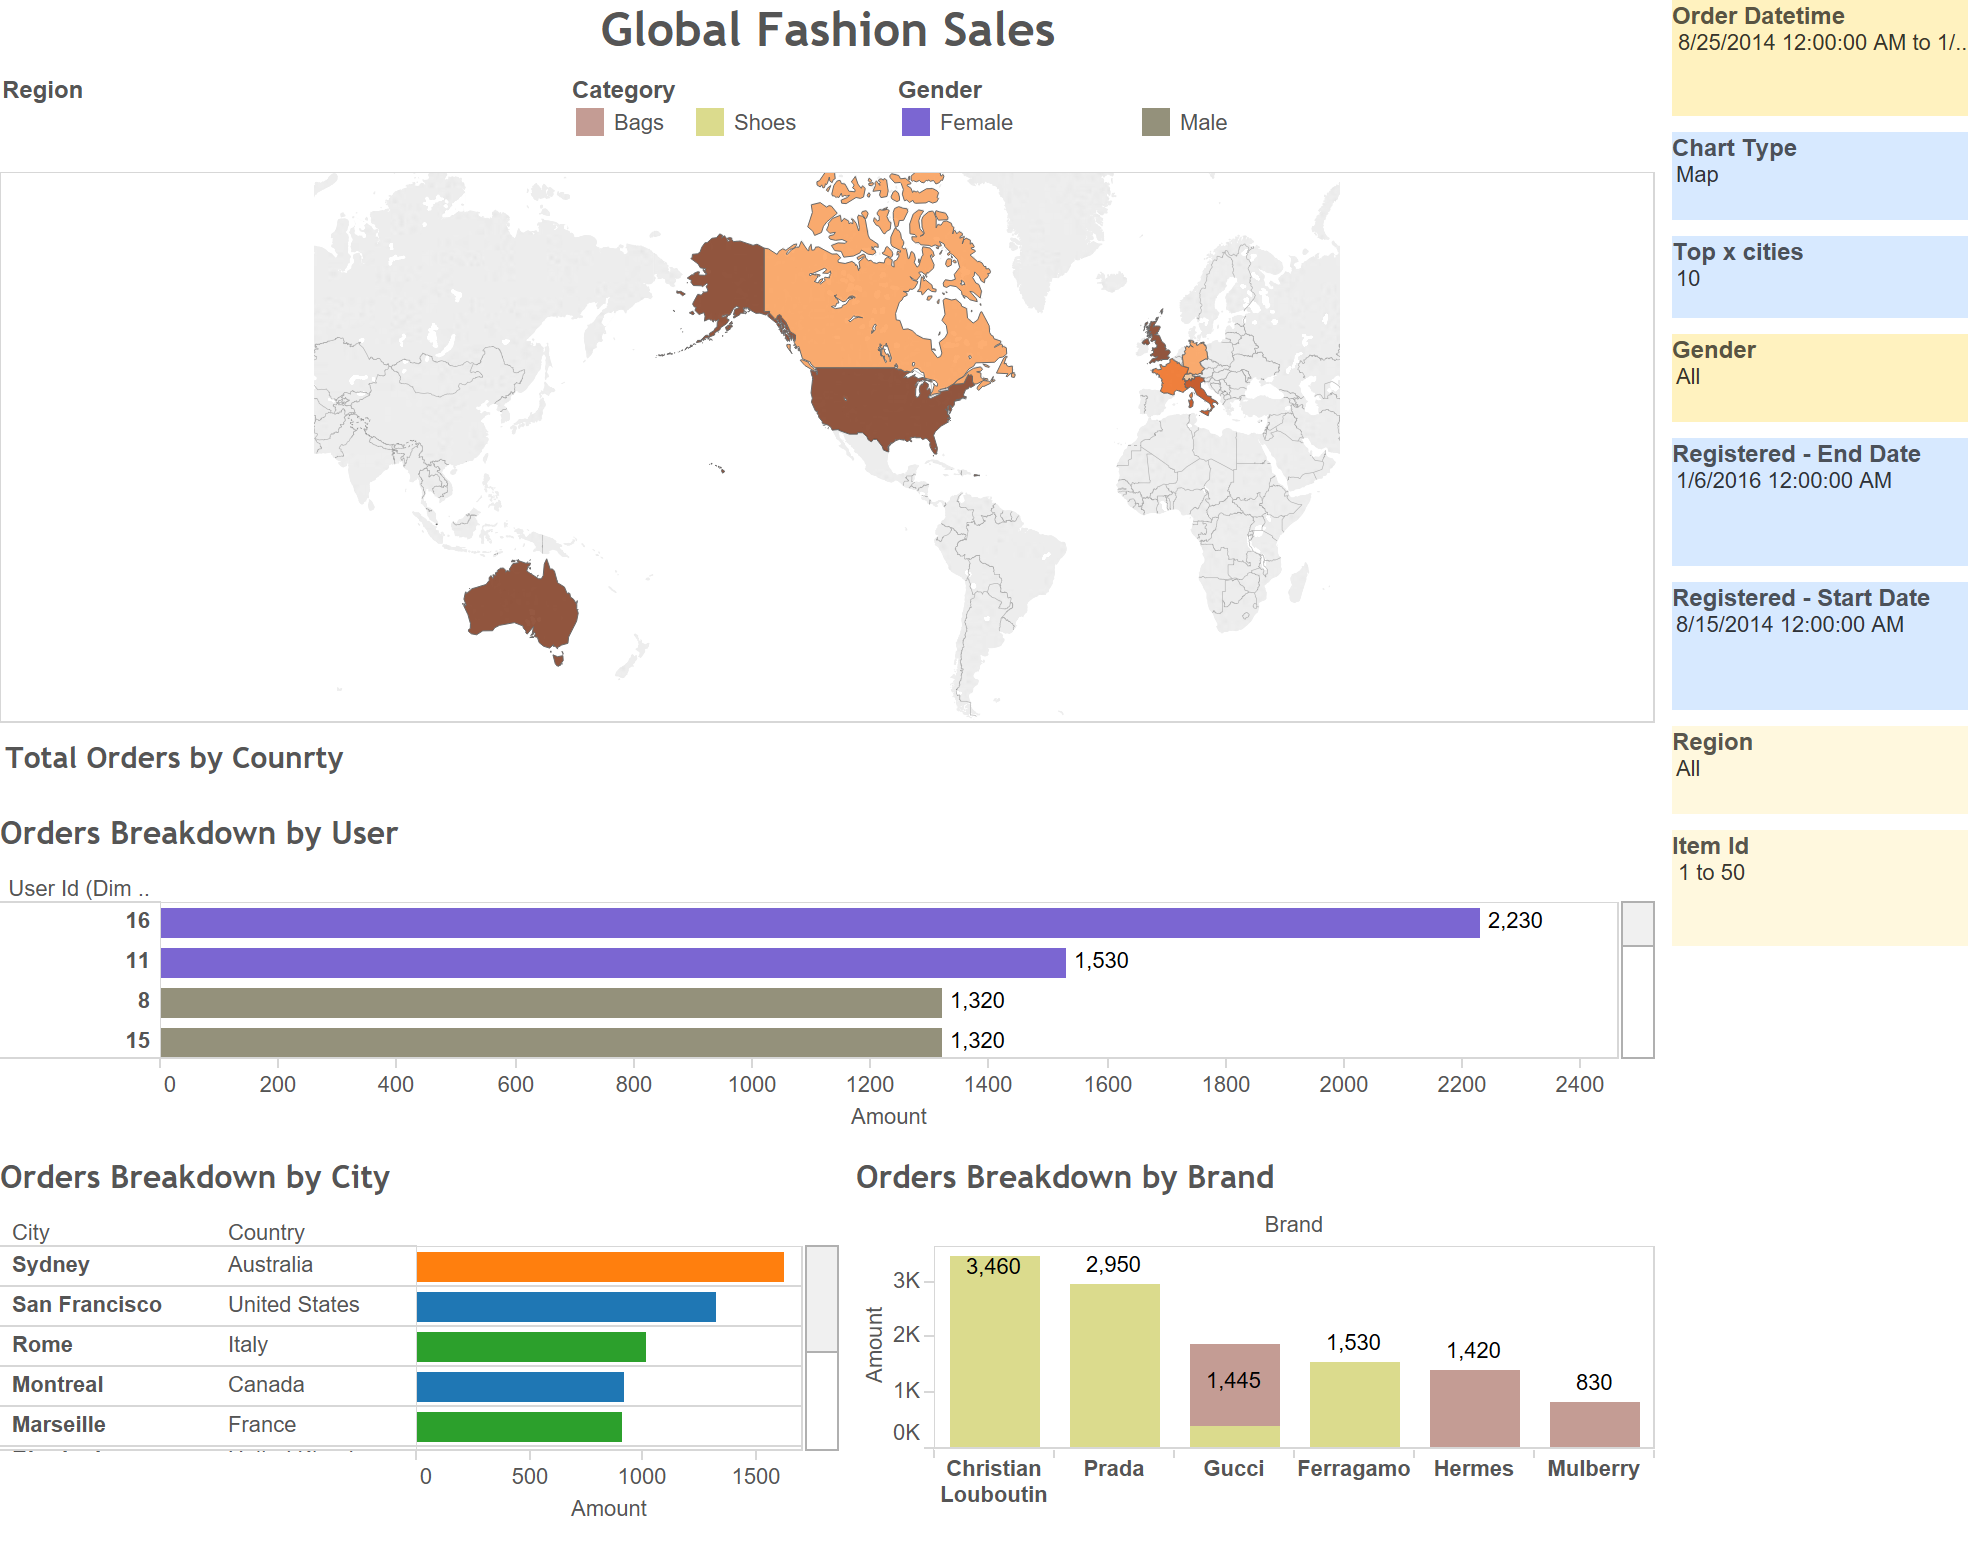 Global Fashion Sales
Region
Category
Bags
Shoes
Gender
Female
Male
Order Datetime
8/25/2014 12:00:00 AM to 1/..
Chart Type
Map
Top x cities
10
Gender
All
Registered - End Date
1/6/2016 12:00:00 AM
Registered - Start Date
8/15/2014 12:00:00 AM
Region
All
Item Id
1 to 50
Total Orders by Counrty
Orders Breakdown by User
User Id (Dim ..
16 2,230
11 1,530
8 1,320
15 1,320
0 200 400 600 800 1000 1200 1400 1600 1800 2000 2200 2400
Amount
Orders Breakdown by City
City Country
Sydney Australia
San Francisco United States
Rome Italy
Montreal Canada
Marseille France
0 500 1000 1500
Amount
Orders Breakdown by Brand
Brand
Amount
3K
2K
1K
0K
3,460
2,950
1,445
1,530
1,420
830
Christian
Louboutin
Prada
Gucci
Ferragamo
Hermes
Mulberry